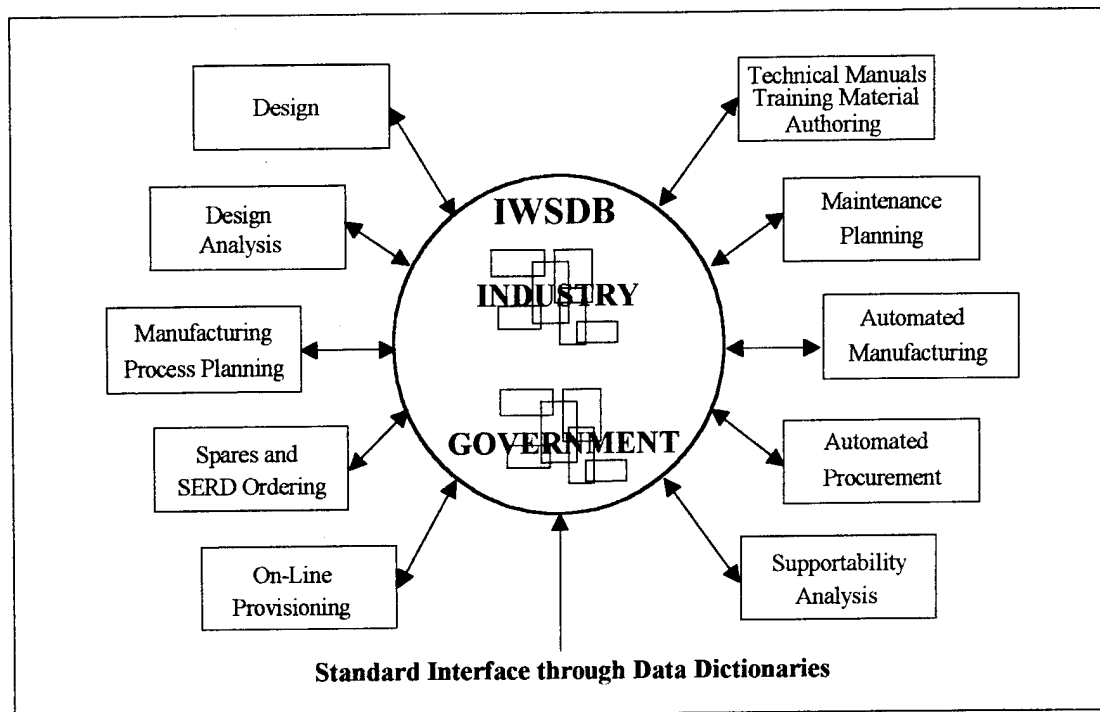 Design
Technical Manuals
Training Material
Authoring
IWSDB
Design
Analysis
Maintenance
Planning
INDUSTRY
Manufacturing
Process Planning
Automated
Manufacturing
GOVERNMENT
Spares and
SERD Ordering
Automated
Procurement
On-Line
Provisioning
Supportability
Analysis
Standard Interface through Data Dictionaries